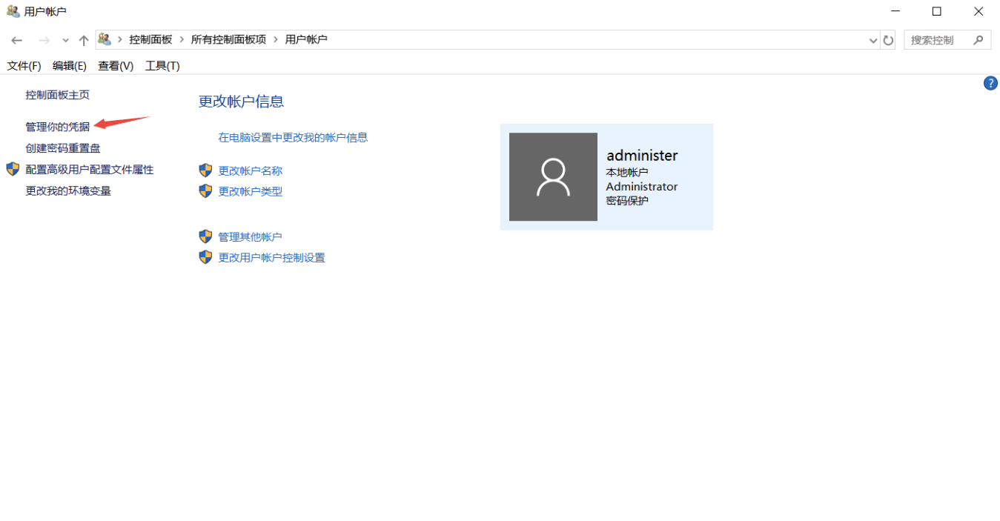 用户帐户
控制面板 > 所有控制面板项 > 用户帐户
搜索控制
文件(F) 编辑(E) 查看(V) 工具(T)
控制面板主页
管理你的凭据
创建密码重置盘
配置高级用户配置文件属性
更改我的环境变量
更改帐户信息
在电脑设置中更改我的帐户信息
更改帐户名称
更改帐户类型
管理其他帐户
更改用户帐户控制设置
administer
本地帐户
Administrator
密码保护
?